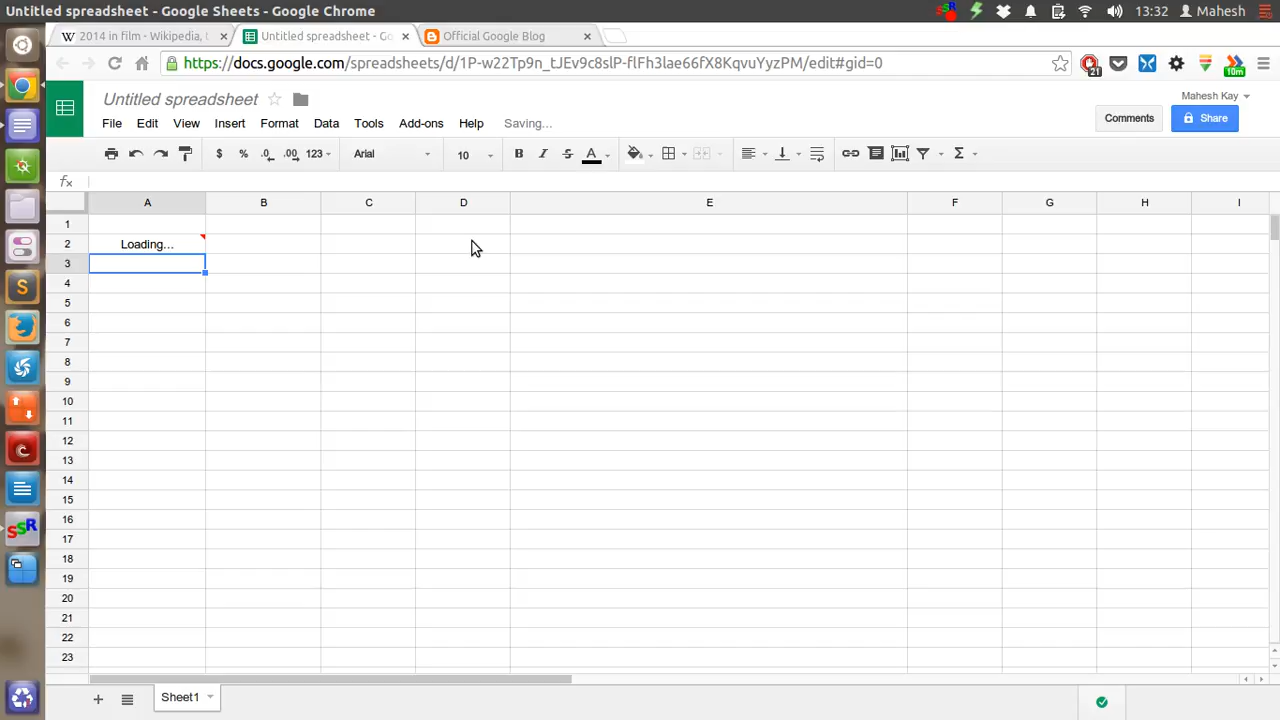 Untitled spreadsheet - Google Sheets - Google Chrome
13:32 Mahesh
2014 in film - Wikipedia,
Untitled spreadsheet - Go
Official Google Blog
https://docs.google.com/spreadsheets/d/1P-w22Tp9n_tJEv9c8slP-flFh3lae66fX8KqvuYyzPM/edit#gid=0
21
10m
Untitled spreadsheet
Mahesh Kay
File Edit View Insert Format Data Tools Add-ons Help Saving...
Comments
Share
$ % .0 .00 123 Arial 10 B I S A Σ
fx
A B C D E F G H I
1
2 Loading...
3
4
5
6
7
8
9
10
11
12
13
14
15
16
17
18
19
20
21
22
23
S
SSR
+ Sheet1